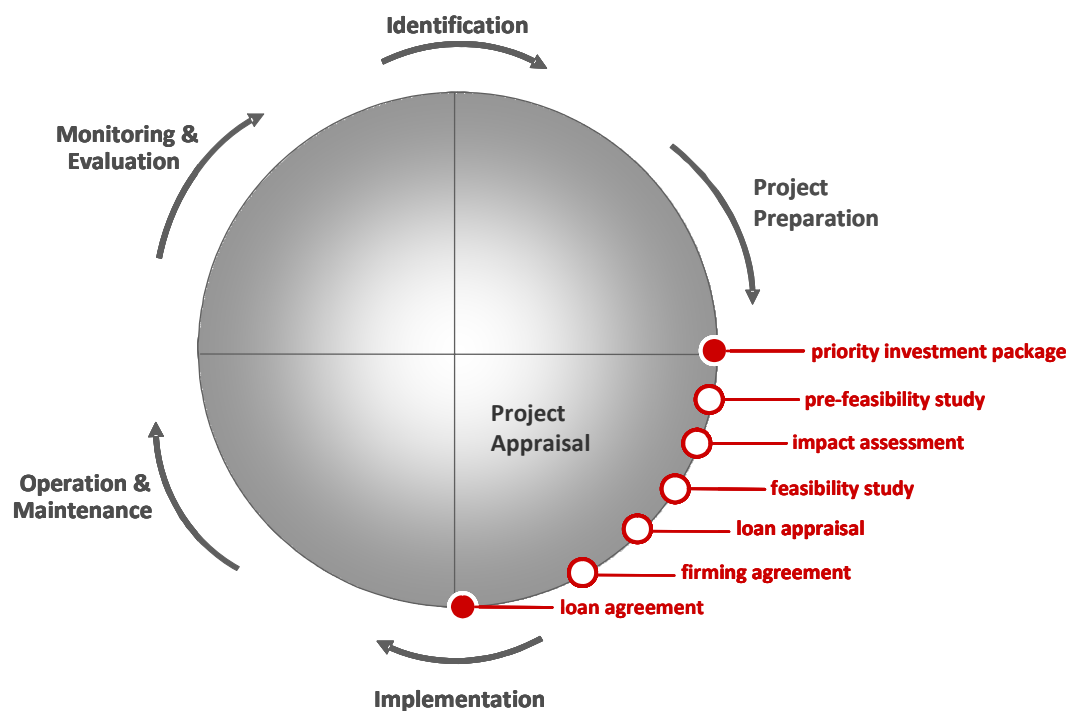 Identification
Monitoring &
Evaluation
Project
Preparation
priority investment package
pre-feasibility study
Project
Appraisal
impact assessment
feasibility study
Operation &
Maintenance
loan appraisal
firming agreement
loan agreement
Implementation